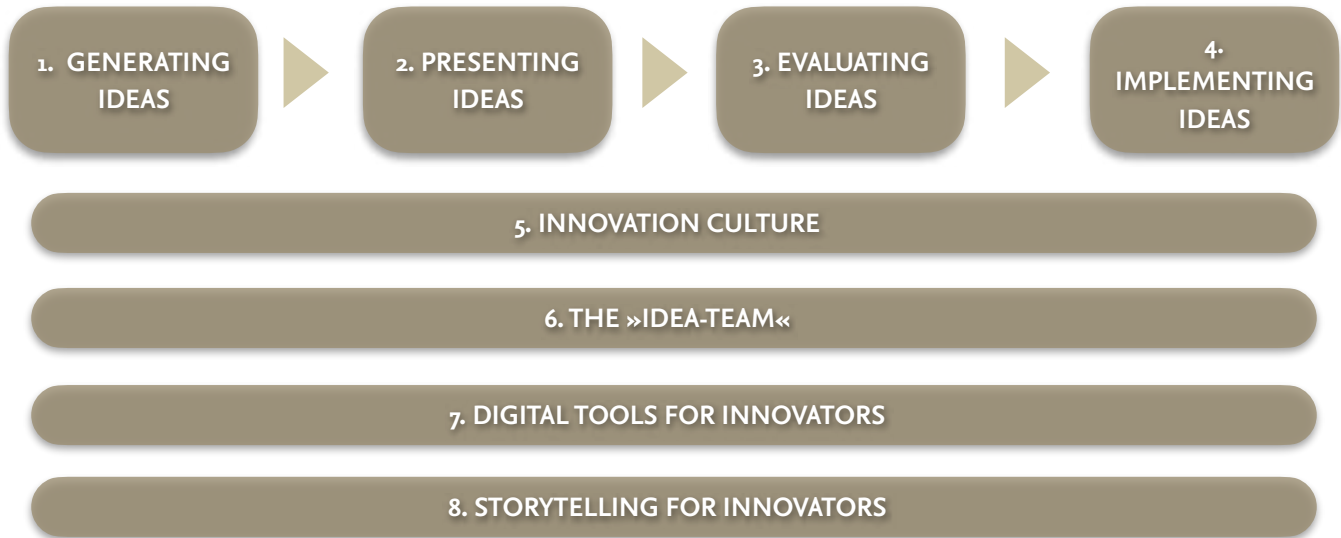 1. GENERATING
IDEAS
2. PRESENTING
IDEAS
3. EVALUATING
IDEAS
4.
IMPLEMENTING
IDEAS
5. INNOVATION CULTURE
6. THE »IDEA-TEAM«
7. DIGITAL TOOLS FOR INNOVATORS
8. STORYTELLING FOR INNOVATORS